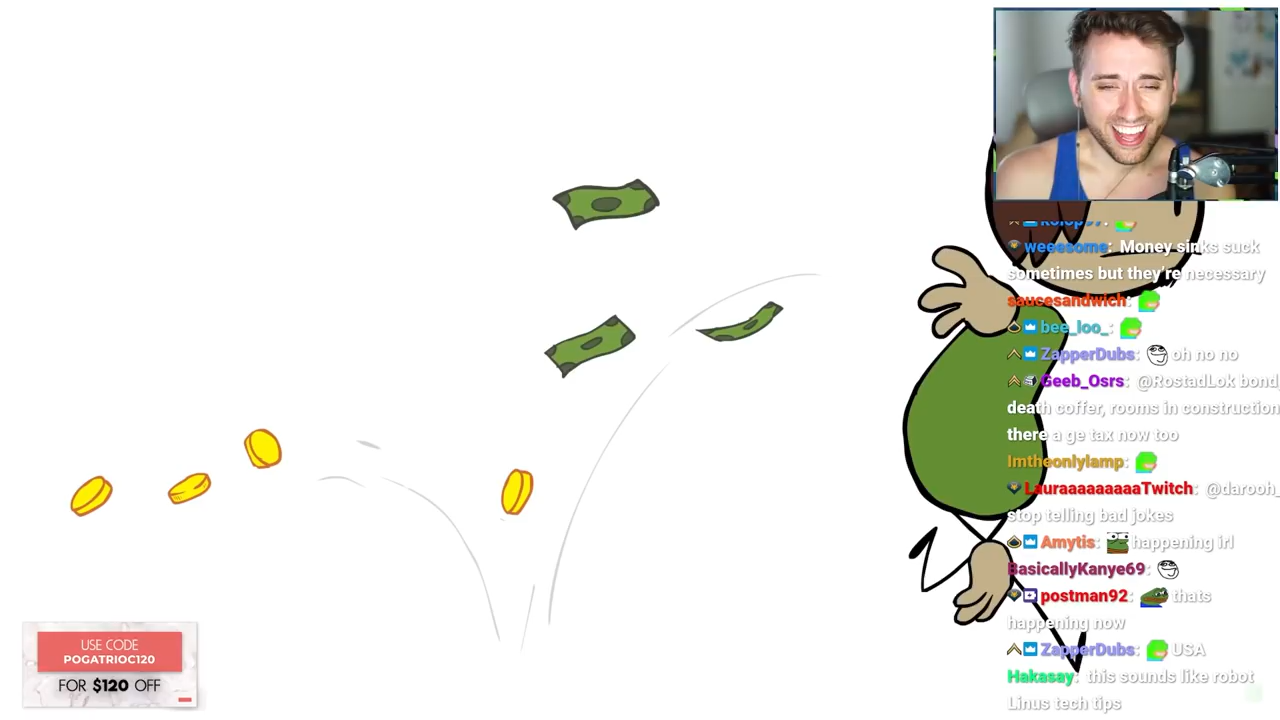 weeesome: Money sinks suck
sometimes but they're necessary
saucesandwich:
bee_loo_:
ZapperDubs: oh no no
Geeb_Osrs: @RostadLok bond,
death coffer, rooms in construction
there a ge tax now too
Imtheonlylamp:
LauraaaaaaaaaTwitch: @darooh_
stop telling bad jokes
Amytis: happening irl
BasicallyKanye69:
postman92: thats
happening now
ZapperDubs: USA
Hakasay: this sounds like robot
Linus tech tips
USE CODE
POGATRIOC120
FOR $120 OFF